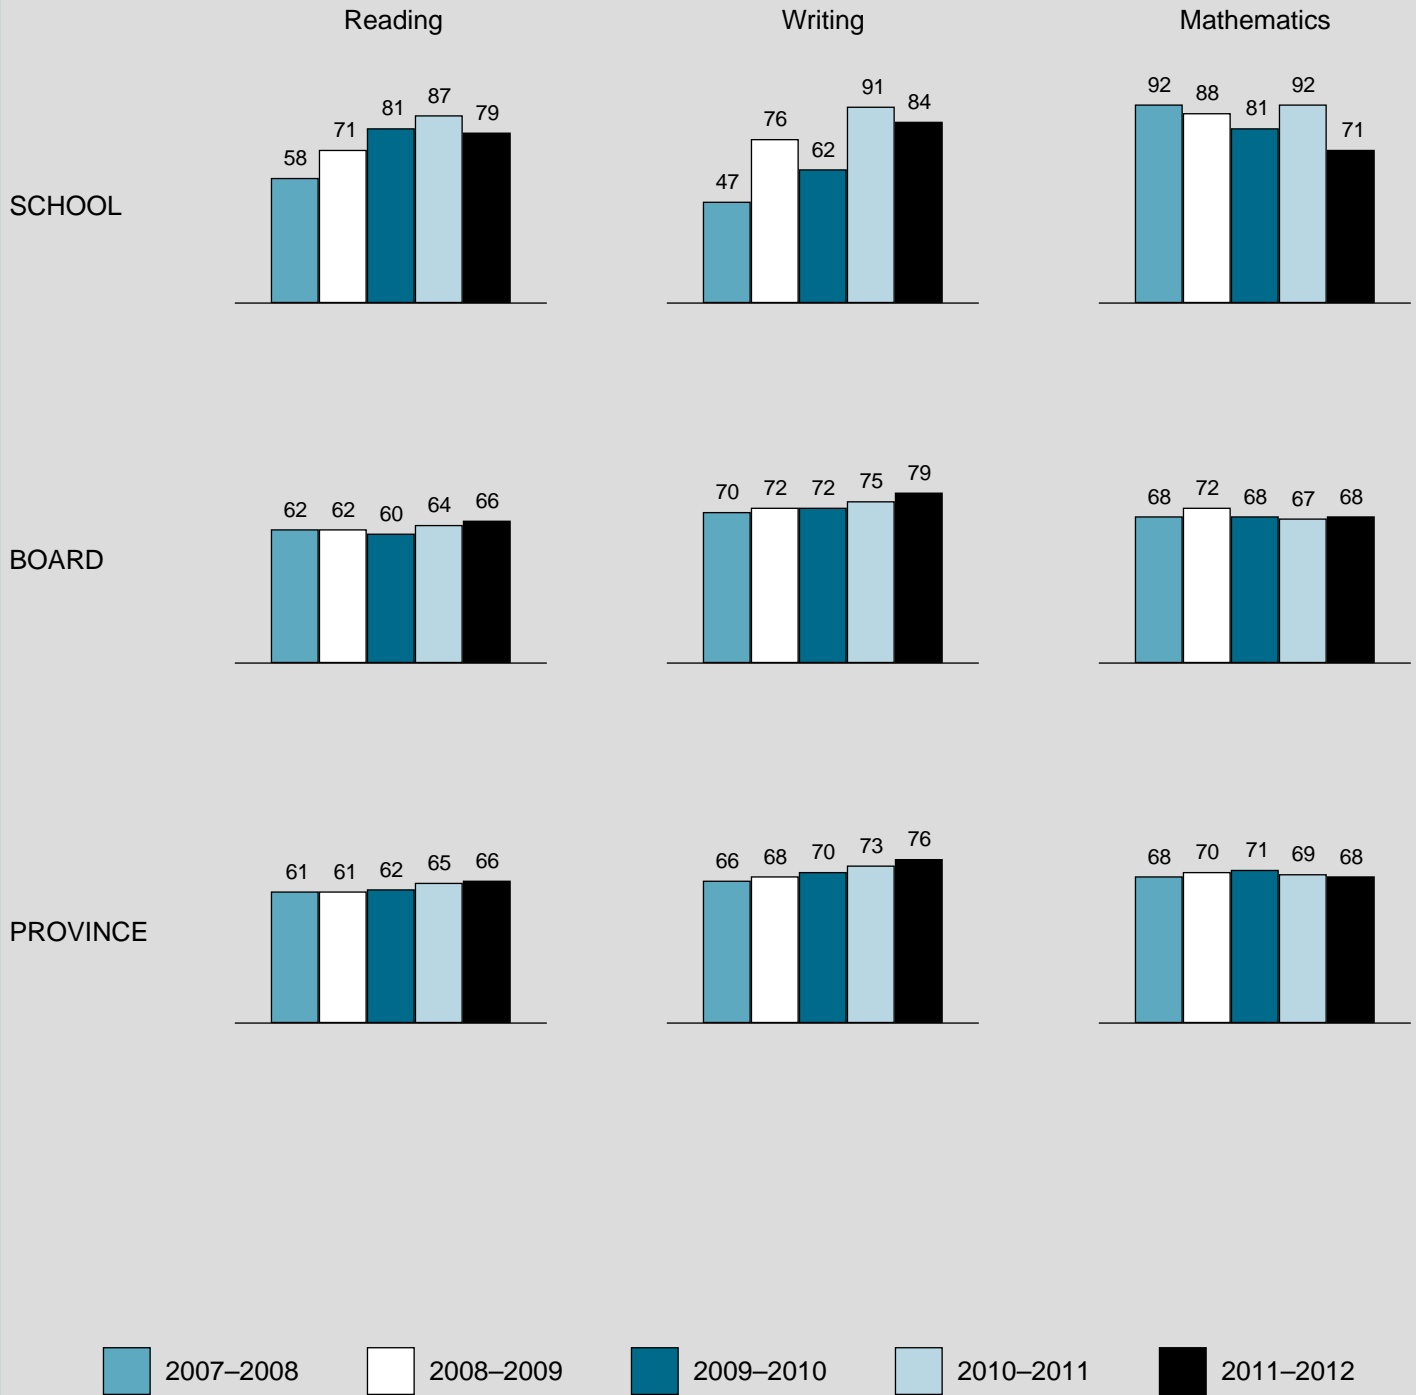 Reading Writing Mathematics
SCHOOL
58 71 81 87 79
47 76 62 91 84
92 88 81 92 71
BOARD
62 62 60 64 66
70 72 72 75 79
68 72 68 67 68
PROVINCE
61 61 62 65 66
66 68 70 73 76
68 70 71 69 68
2007–2008 2008–2009 2009–2010 2010–2011 2011–2012